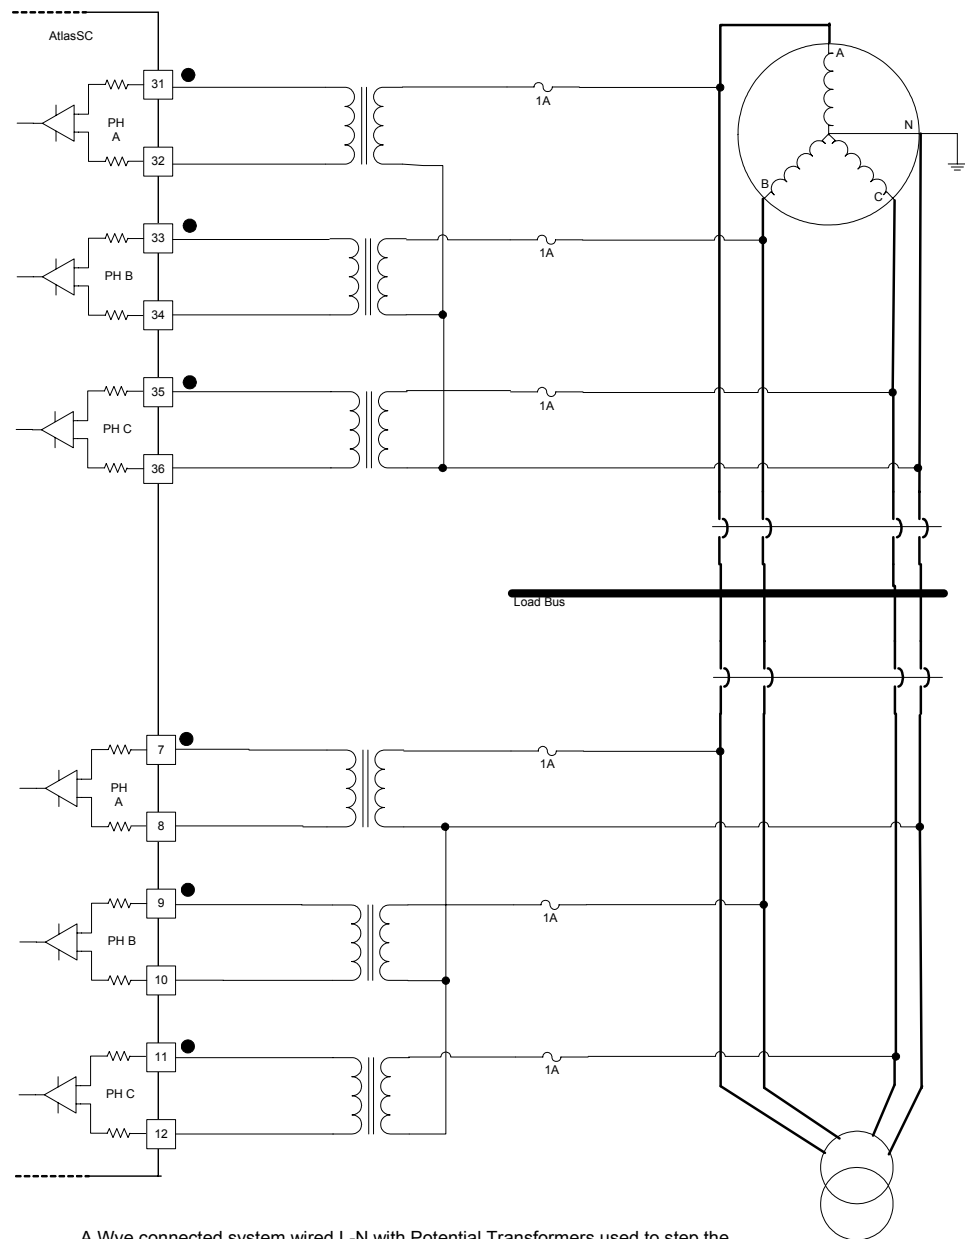 AtlasSC
31
PH
A
32
1A
A
N
B
C
33
PH B
34
1A
35
PH C
36
1A
Load Bus
7
PH
A
8
1A
9
PH B
10
1A
11
PH C
12
1A
A Wye connected system wired L-N with Potential Transformers used to step the